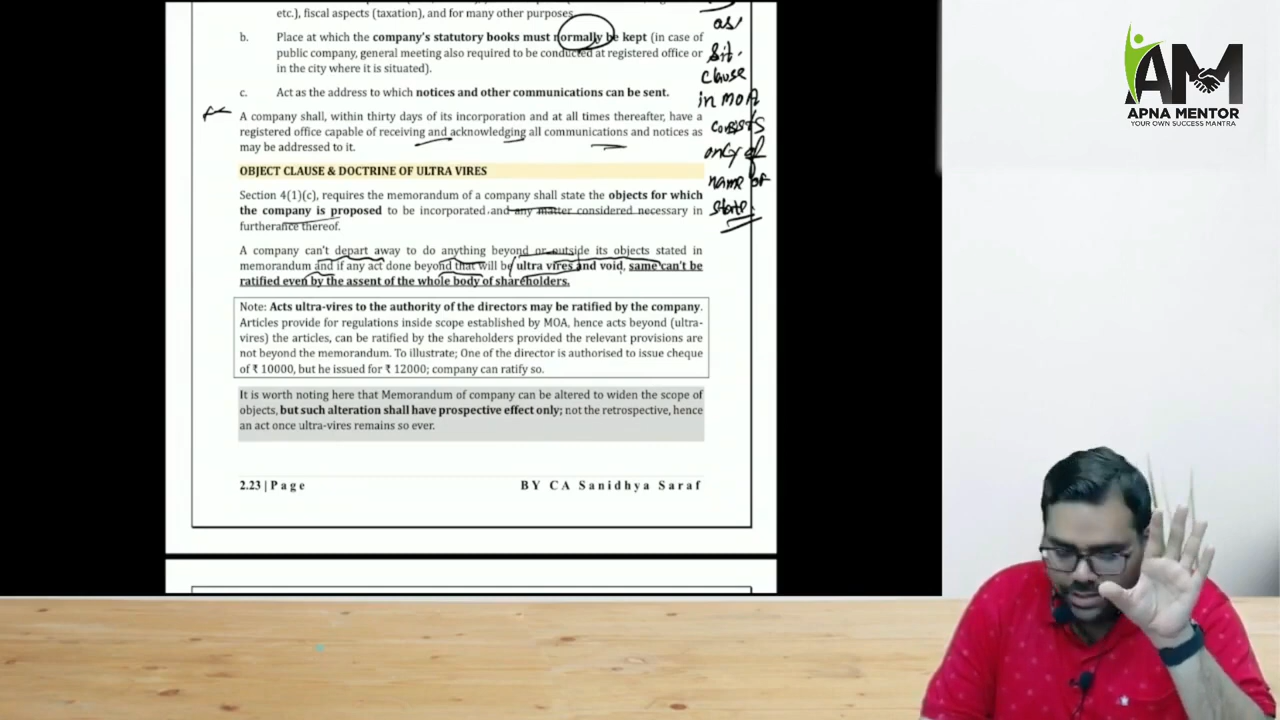 etc.), fiscal aspects (taxation), and for many other purposes
b. Place at which the company's statutory books must normally be kept (in case of
public company, general meeting also required to be conducted at registered office or
in the city where it is situated).
c. Act as the address to which notices and other communications can be sent.
A company shall, within thirty days of its incorporation and at all times thereafter, have a
registered office capable of receiving and acknowledging all communications and notices as
may be addressed to it.
OBJECT CLAUSE & DOCTRINE OF ULTRA VIRES
Section 4(1)(c), requires the memorandum of a company shall state the objects for which
the company is proposed to be incorporated and any matter considered necessary in
furtherance thereof.
A company can't depart away to do anything beyond or outside its objects stated in
memorandum and if any act done beyond that will be ultra vires and void, same can't be
ratified even by the assent of the whole body of shareholders.
Note: Acts ultra-vires to the authority of the directors may be ratified by the company.
Articles provide for regulations inside scope established by MOA, hence acts beyond (ultra-
vires) the articles, can be ratified by the shareholders provided the relevant provisions are
not beyond the memorandum. To illustrate; One of the director is authorised to issue cheque
of ₹ 10000, but he issued for ₹ 12000; company can ratify so.
It is worth noting here that Memorandum of company can be altered to widen the scope of
objects, but such alteration shall have prospective effect only; not the retrospective, hence
an act once ultra-vires remains so ever.
2.23 | Page BY CA Sanidhya Saraf
as
Sit.
clause
in MOA
consists
only of
name of
state.
AM
APNA MENTOR
YOUR OWN SUCCESS MANTRA